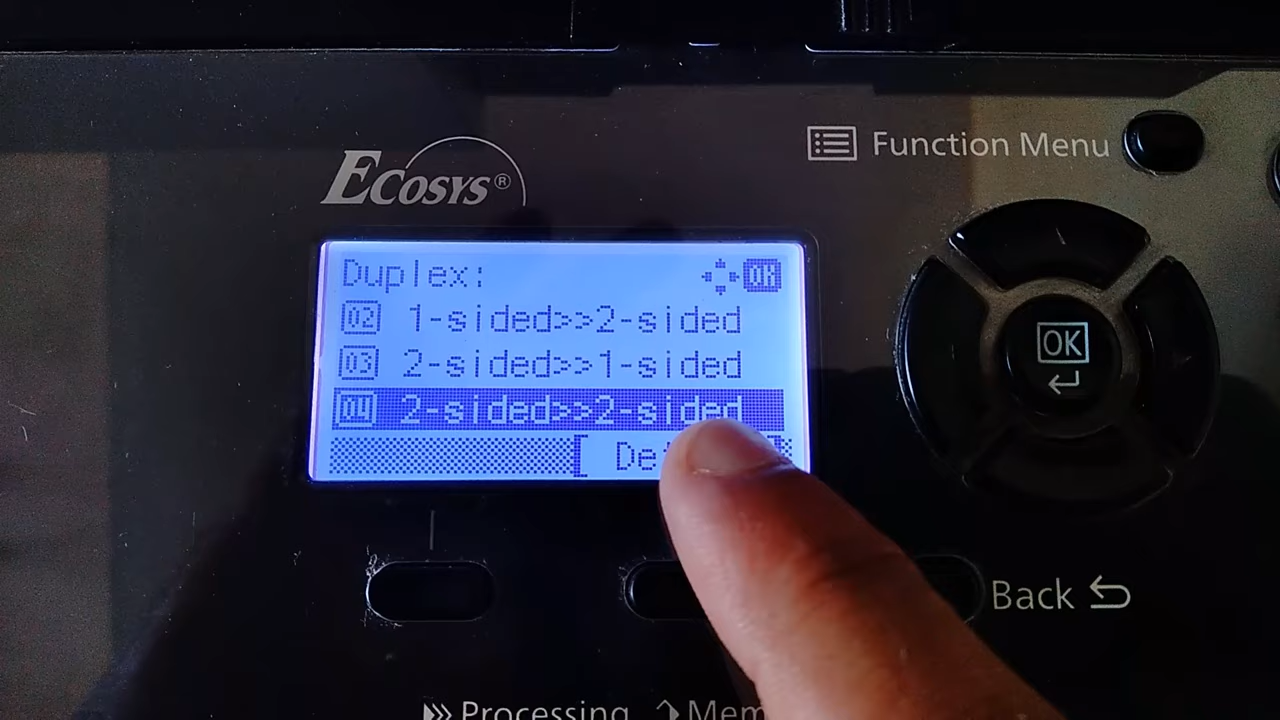 Function Menu
ECOSYS®
Duplex: OK
02 1-sided>>2-sided
03 2-sided>>1-sided
04 2-sided>>2-sided
[
OK
Back
Processing